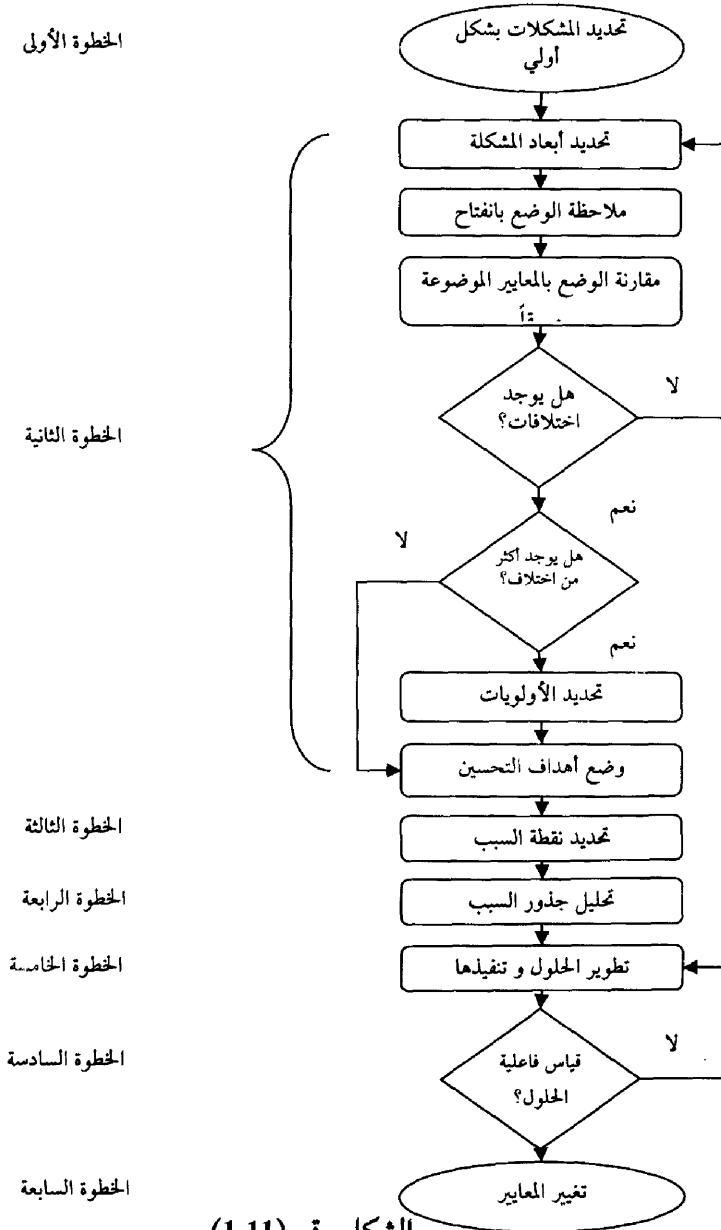 الخطوة الأولى
تحديد المشكلات بشكل
أولي
تحديد أبعاد المشكلة
ملاحظة الوضع بانفتاح
مقارنة الوضع بالمعايير الموضوعة
هل يوجد
اختلافات؟
لا
الخطوة الثانية
نعم
هل يوجد أكثر
من اختلاف؟
لا
نعم
تحديد الأولويات
وضع أهداف التحسين
الخطوة الثالثة
تحديد نقطة السبب
الخطوة الرابعة
تحليل جذور السبب
الخطوة الخامسة
تطوير الحلول و تنفيذها
الخطوة السادسة
قياس فاعلية
الحلول؟
لا
الخطوة السابعة
تغيير المعايير
(1-11)